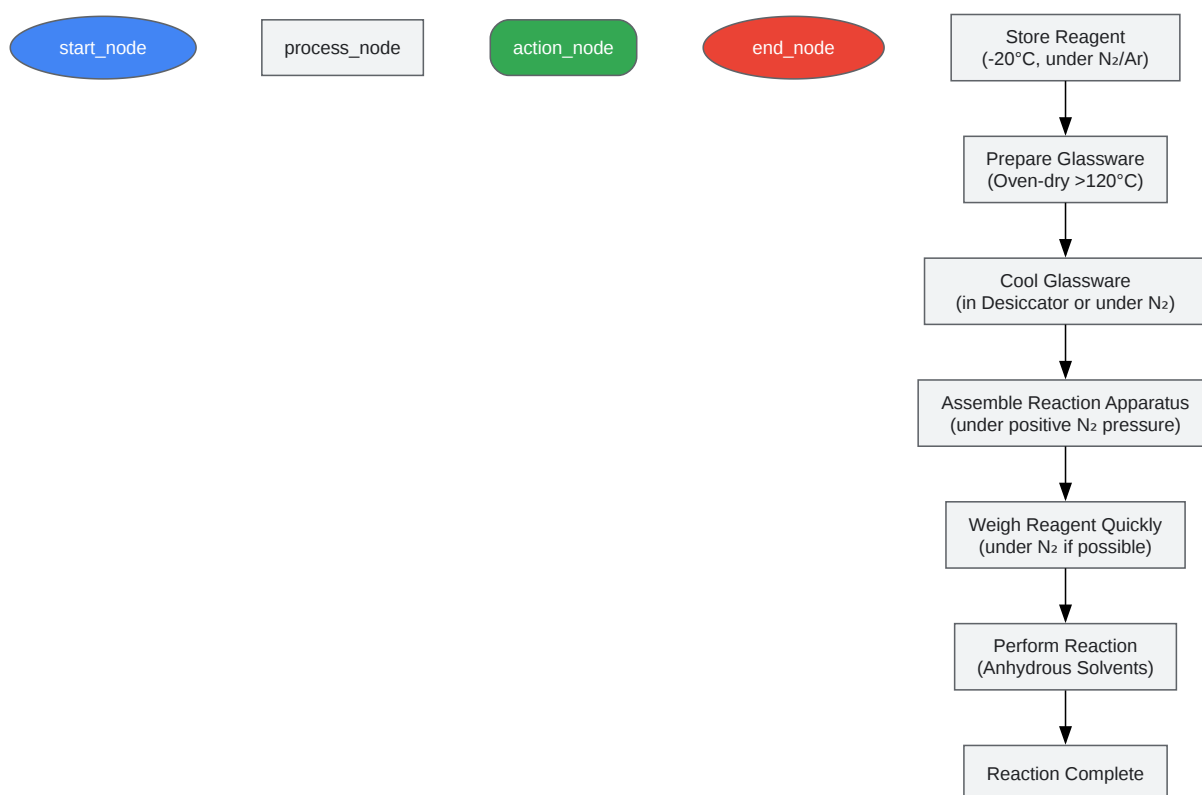 start_node
process_node
action_node
end_node
Store Reagent
(-20°C, under N₂/Ar)
Prepare Glassware
(Oven-dry >120°C)
Cool Glassware
(in Desiccator or under N₂)
Assemble Reaction Apparatus
(under positive N₂ pressure)
Weigh Reagent Quickly
(under N₂ if possible)
Perform Reaction
(Anhydrous Solvents)
Reaction Complete